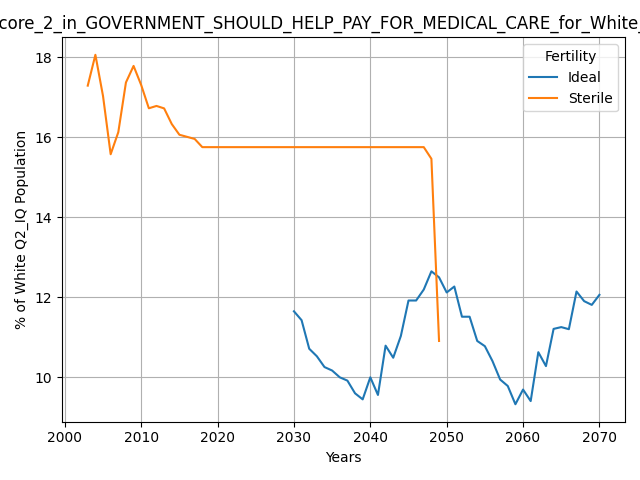 core_2_in_GOVERNMENT_SHOULD_HELP_PAY_FOR_MEDICAL_CARE_for_White_
Fertility
Ideal
Sterile
% of White Q2_IQ Population
18
16
14
12
10
2000 2010 2020 2030 2040 2050 2060 2070
Years